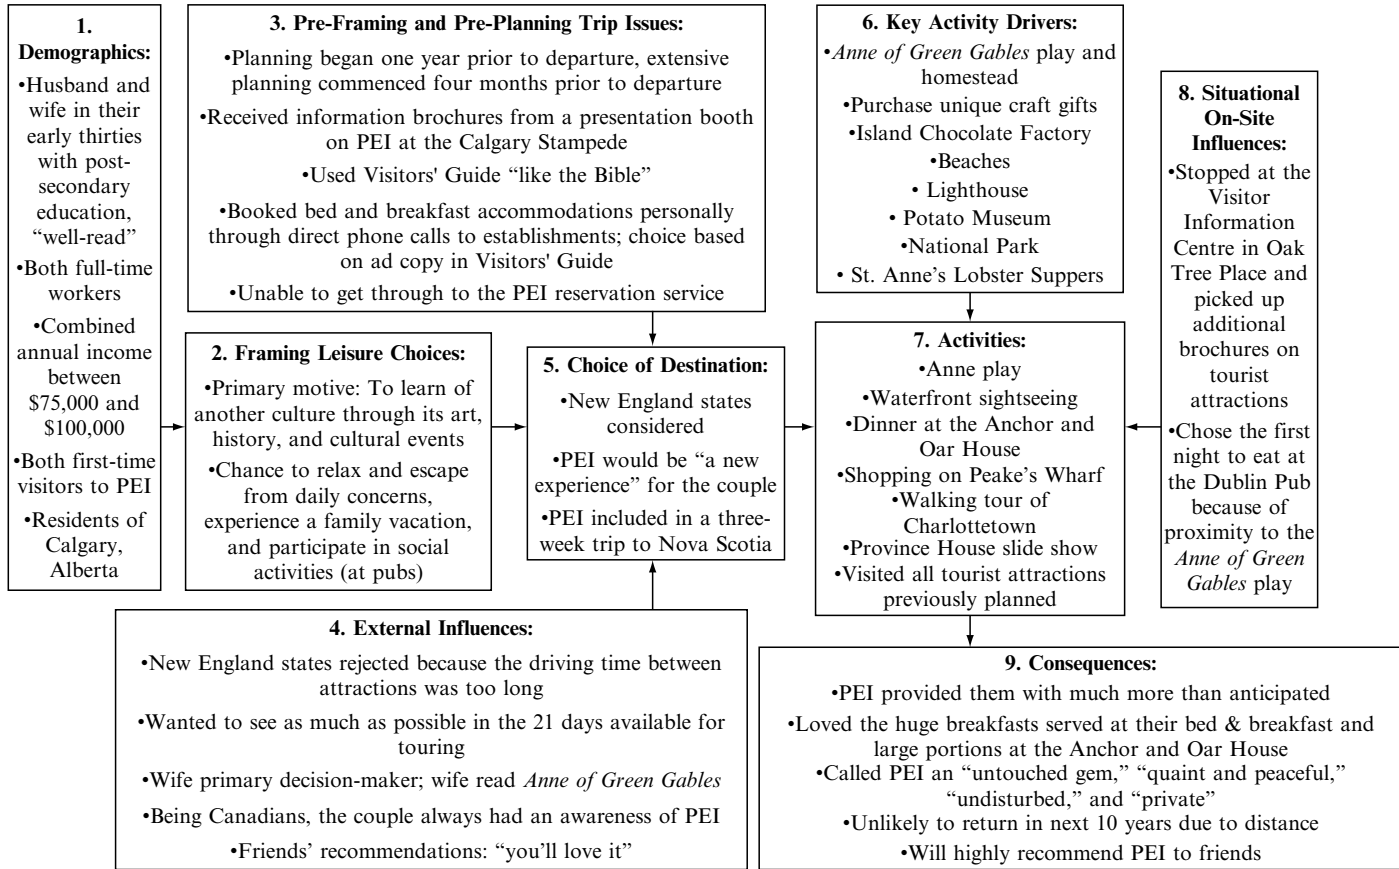 1.
Demographics:
•Husband and
wife in their
early thirties
with post-
secondary
education,
“well-read”
•Both full-time
workers
•Combined
annual income
between
$75,000 and
$100,000
•Both first-time
visitors to PEI
•Residents of
Calgary,
Alberta
3. Pre-Framing and Pre-Planning Trip Issues:
•Planning began one year prior to departure, extensive
planning commenced four months prior to departure
•Received information brochures from a presentation booth
on PEI at the Calgary Stampede
•Used Visitors' Guide “like the Bible”
•Booked bed and breakfast accommodations personally
through direct phone calls to establishments; choice based
on ad copy in Visitors' Guide
•Unable to get through to the PEI reservation service
2. Framing Leisure Choices:
•Primary motive: To learn of
another culture through its art,
history, and cultural events
•Chance to relax and escape
from daily concerns,
experience a family vacation,
and participate in social
activities (at pubs)
4. External Influences:
•New England states rejected because the driving time between
attractions was too long
•Wanted to see as much as possible in the 21 days available for
touring
•Wife primary decision-maker; wife read Anne of Green Gables
•Being Canadians, the couple always had an awareness of PEI
•Friends’ recommendations: “you’ll love it”
5. Choice of Destination:
•New England states
considered
•PEI would be “a new
experience” for the couple
•PEI included in a three-
week trip to Nova Scotia
6. Key Activity Drivers:
•Anne of Green Gables play and
homestead
•Purchase unique craft gifts
•Island Chocolate Factory
•Beaches
• Lighthouse
• Potato Museum
•National Park
• St. Anne’s Lobster Suppers
7. Activities:
•Anne play
•Waterfront sightseeing
•Dinner at the Anchor and
Oar House
•Shopping on Peake’s Wharf
•Walking tour of
Charlottetown
•Province House slide show
•Visited all tourist attractions
previously planned
8. Situational
On-Site
Influences:
•Stopped at the
Visitor
Information
Centre in Oak
Tree Place and
picked up
additional
brochures on
tourist
attractions
•Chose the first
night to eat at
the Dublin Pub
because of
proximity to the
Anne of Green
Gables play
9. Consequences:
•PEI provided them with much more than anticipated
•Loved the huge breakfasts served at their bed & breakfast and
large portions at the Anchor and Oar House
•Called PEI an “untouched gem,” “quaint and peaceful,”
“undisturbed,” and “private”
•Unlikely to return in next 10 years due to distance
•Will highly recommend PEI to friends